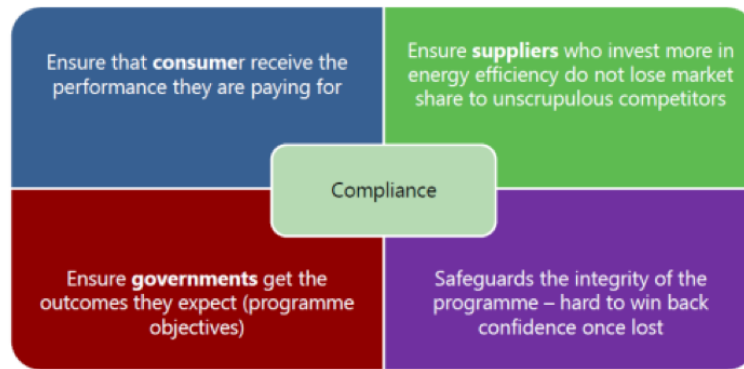 Ensure that consumer receive the
performance they are paying for
Ensure suppliers who invest more in
energy efficiency do not lose market
share to unscrupulous competitors
Compliance
Ensure governments get the
outcomes they expect (programme
objectives)
Safeguards the integrity of the
programme – hard to win back
confidence once lost